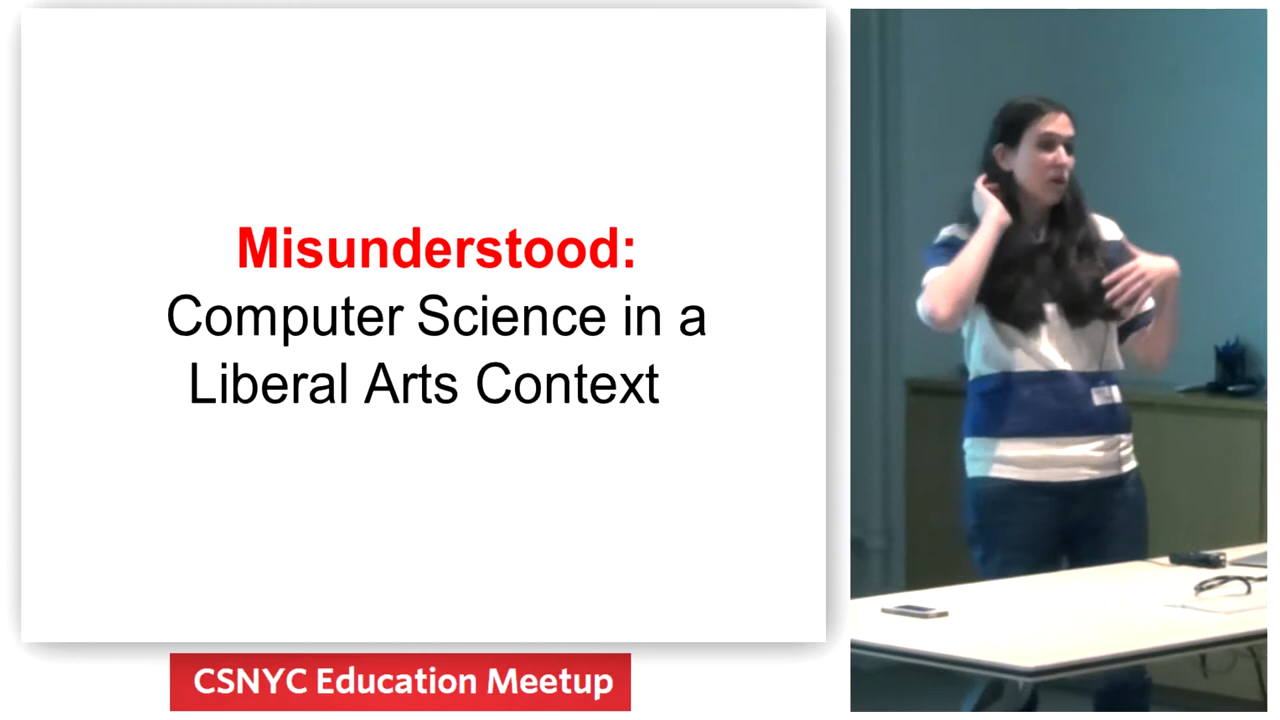 Misunderstood:
Computer Science in a
Liberal Arts Context
CSNYC Education Meetup